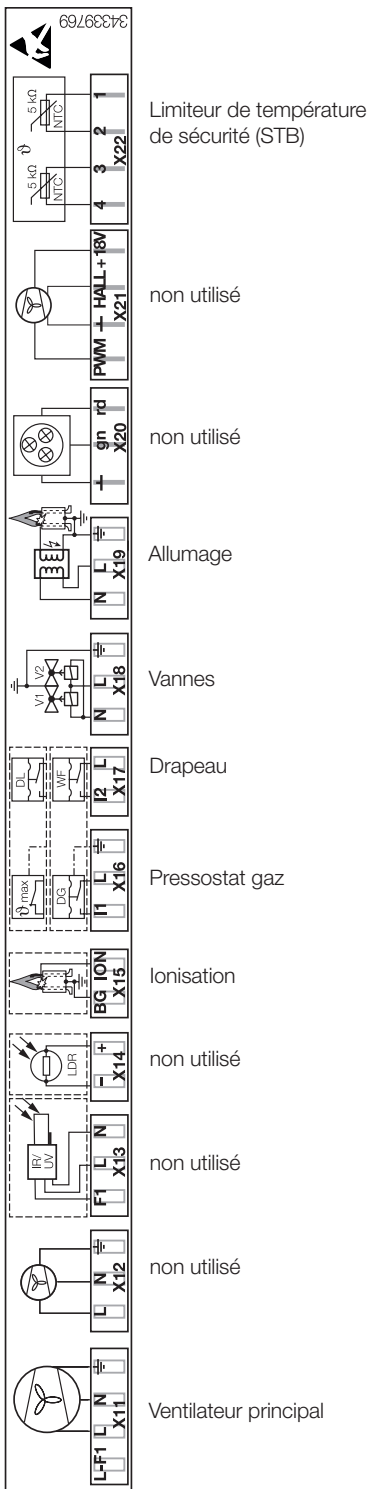 34339769
5 kΩ
NTC
ϑ
5 kΩ
NTC
1
2
3
4
X22
Limiteur de température
de sécurité (STB)
PWM ⊥ HALL + 18V
X21
non utilisé
⊥ gn rd
X20
non utilisé
N L
X19
Allumage
V1 V2
N L
X18
Vannes
DL
WF
I2 L
X17
Drapeau
ϑ max
DG
I1 L
X16
Pressostat gaz
BG ION
X15
Ionisation
LDR
– +
X14
non utilisé
IR/
UV
F1 L N
X13
non utilisé
L N
X12
non utilisé
L-F1 L N
X11
Ventilateur principal